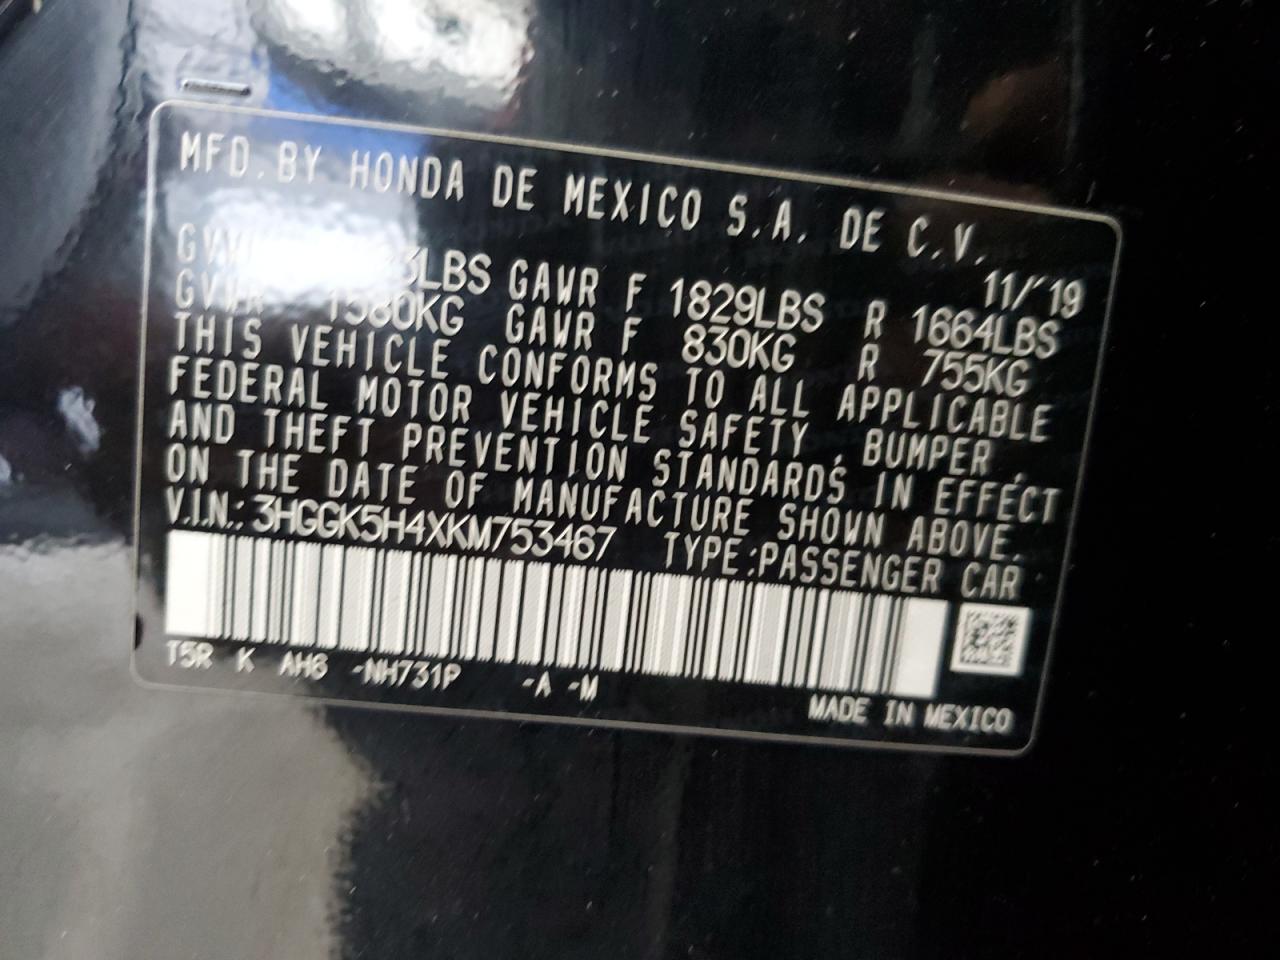 MFD. BY HONDA DE MEXICO S.A. DE C.V.
11/'19
LBS GAWR F 1829LBS R 1664LBS
GVWR 1580KG GAWR F 830KG R 755KG
THIS VEHICLE CONFORMS TO ALL APPLICABLE
FEDERAL MOTOR VEHICLE SAFETY, BUMPER,
AND THEFT PREVENTION STANDARDS IN EFFECT
ON THE DATE OF MANUFACTURE SHOWN ABOVE.
V.I.N.: 3HGGK5H4XKM753467 TYPE:PASSENGER CAR
T5R K AH6 -NH731P -A -M
MADE IN MEXICO